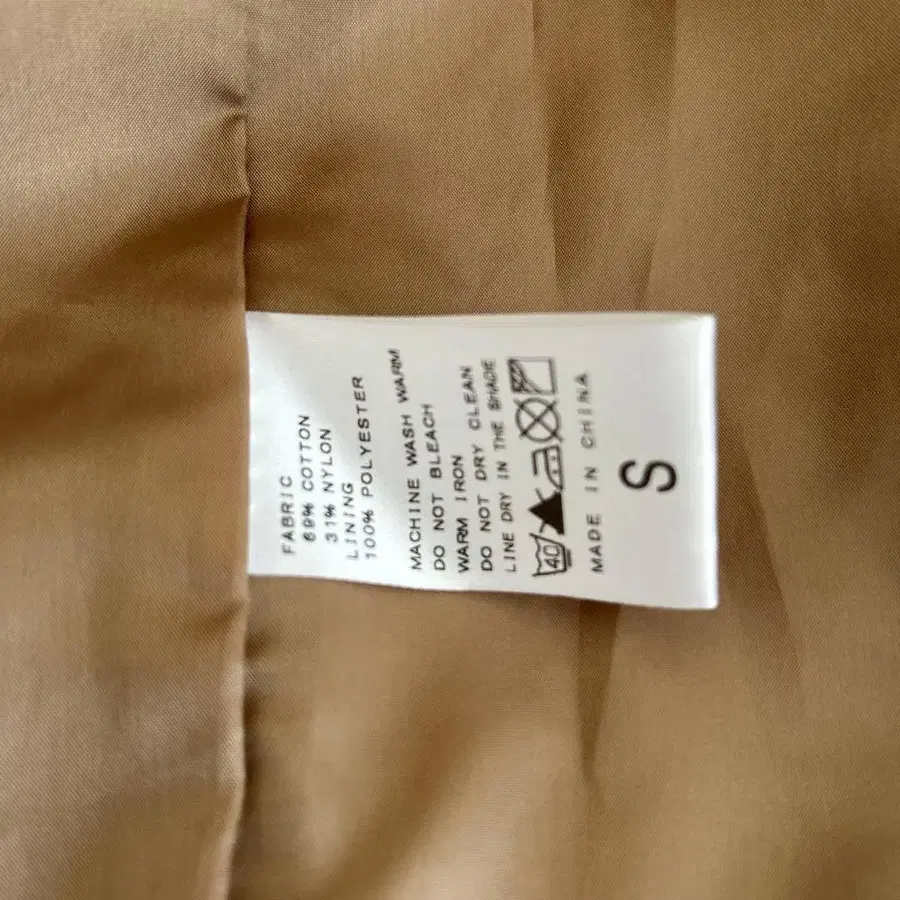 FABRIC
69% COTTON
31% NYLON
LINING
100% POLYESTER
MACHINE WASH WARM
DO NOT BLEACH
WARM IRON
DO NOT DRY CLEAN
LINE DRY IN THE SHADE
40
MADE IN CHINA
S